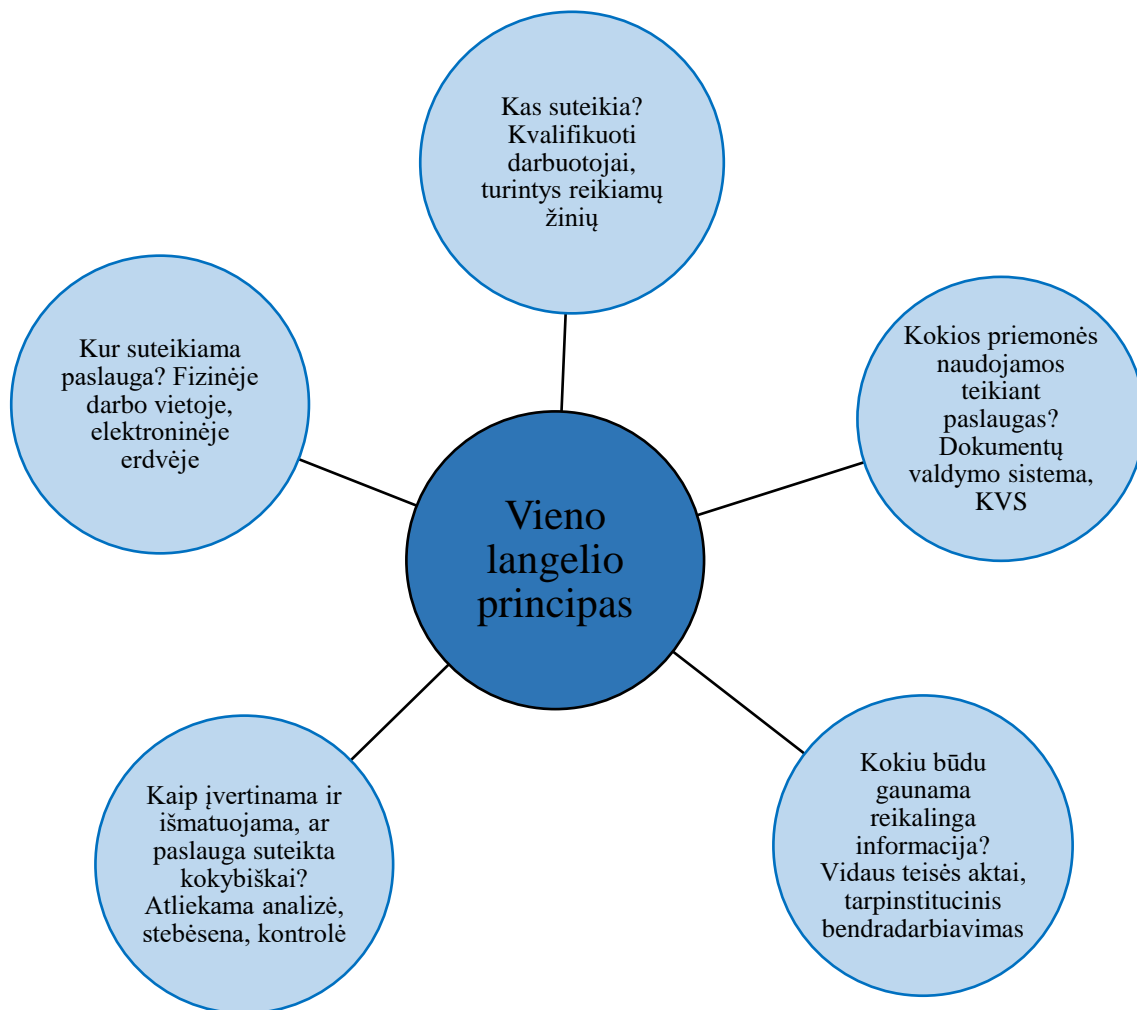 Kas suteikia?
Kvalifikuoti
darbuotojai,
turintys reikiamų
žinių
Kur suteikiama
paslauga? Fizinėje
darbo vietoje,
elektroninėje
erdvėje
Kokios priemonės
naudojamos
teikiant
paslaugas?
Dokumentų
valdymo sistema,
KVS
Vieno
langelio
principas
Kaip įvertinama ir
išmatuojama, ar
paslauga suteikta
kokybiškai?
Atliekama analizė,
stebėsena, kontrolė
Kokiu būdu
gaunama
reikalinga
informacija?
Vidaus teisės aktai,
tarpinstitucinis
bendradarbiavimas